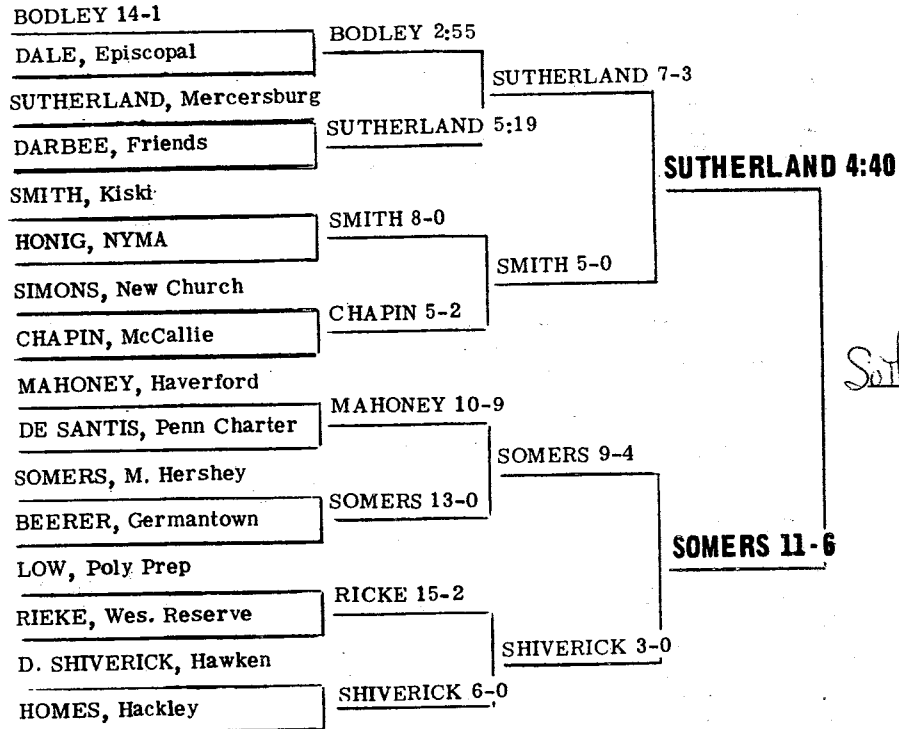 BODLEY 14-1
DALE, Episcopal
SUTHERLAND, Mercersburg
DARBEE, Friends
SMITH, Kiski
HONIG, NYMA
SIMONS, New Church
CHAPIN, McCallie
MAHONEY, Haverford
DE SANTIS, Penn Charter
SOMERS, M. Hershey
BEERER, Germantown
LOW, Poly Prep
RIEKE, Wes. Reserve
D. SHIVERICK, Hawken
HOMES, Hackley
BODLEY 2:55
SUTHERLAND 5:19
SMITH 8-0
CHAPIN 5-2
MAHONEY 10-9
SOMERS 13-0
RICKE 15-2
SHIVERICK 6-0
SUTHERLAND 7-3
SMITH 5-0
SOMERS 9-4
SHIVERICK 3-0
SUTHERLAND 4:40
SOMERS 11-6